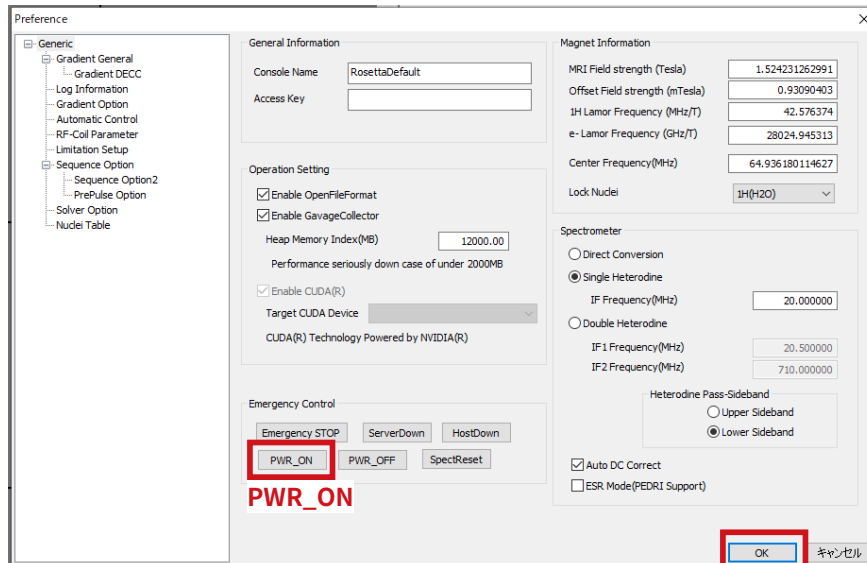 Preference
Generic
Gradient General
Gradient DECC
Log Information
Gradient Option
Automatic Control
RF-Coil Parameter
Limitation Setup
Sequence Option
Sequence Option2
PrePulse Option
Solver Option
Nuclei Table
General Information
Console Name RosettaDefault
Access Key
Operation Setting
Enable OpenFileFormat
Enable GavageCollector
Heap Memory Index(MB) 12000.00
Performance seriously down case of under 2000MB
Enable CUDA(R)
Target CUDA Device
CUDA(R) Technology Powered by NVIDIA(R)
Emergency Control
Emergency STOP ServerDown HostDown
PWR_ON PWR_OFF SpectReset
PWR_ON
Magnet Information
MRI Field strength (Tesla) 1.524231262991
Offset Field strength (mTesla) 0.93090403
1H Lamor Frequency (MHz/T) 42.576374
e- Lamor Frequency (GHz/T) 28024.945313
Center Frequency(MHz) 64.936180114627
Lock Nuclei 1H(H2O)
Spectrometer
Direct Conversion
Single Heterodine
IF Frequency(MHz) 20.000000
Double Heterodine
IF1 Frequency(MHz) 20.500000
IF2 Frequency(MHz) 710.000000
Heterodine Pass-Sideband
Upper Sideband
Lower Sideband
Auto DC Correct
ESR Mode(PEDRI Support)
OK キャンセル